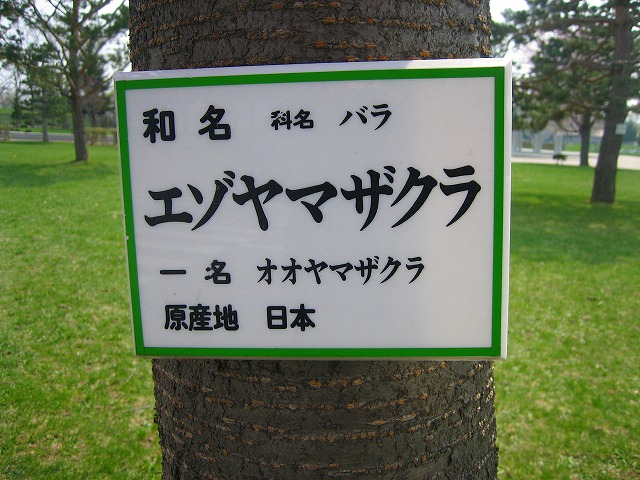 和名 科名 バラ
エゾヤマザクラ
一名 オオヤマザクラ
原産地 日本